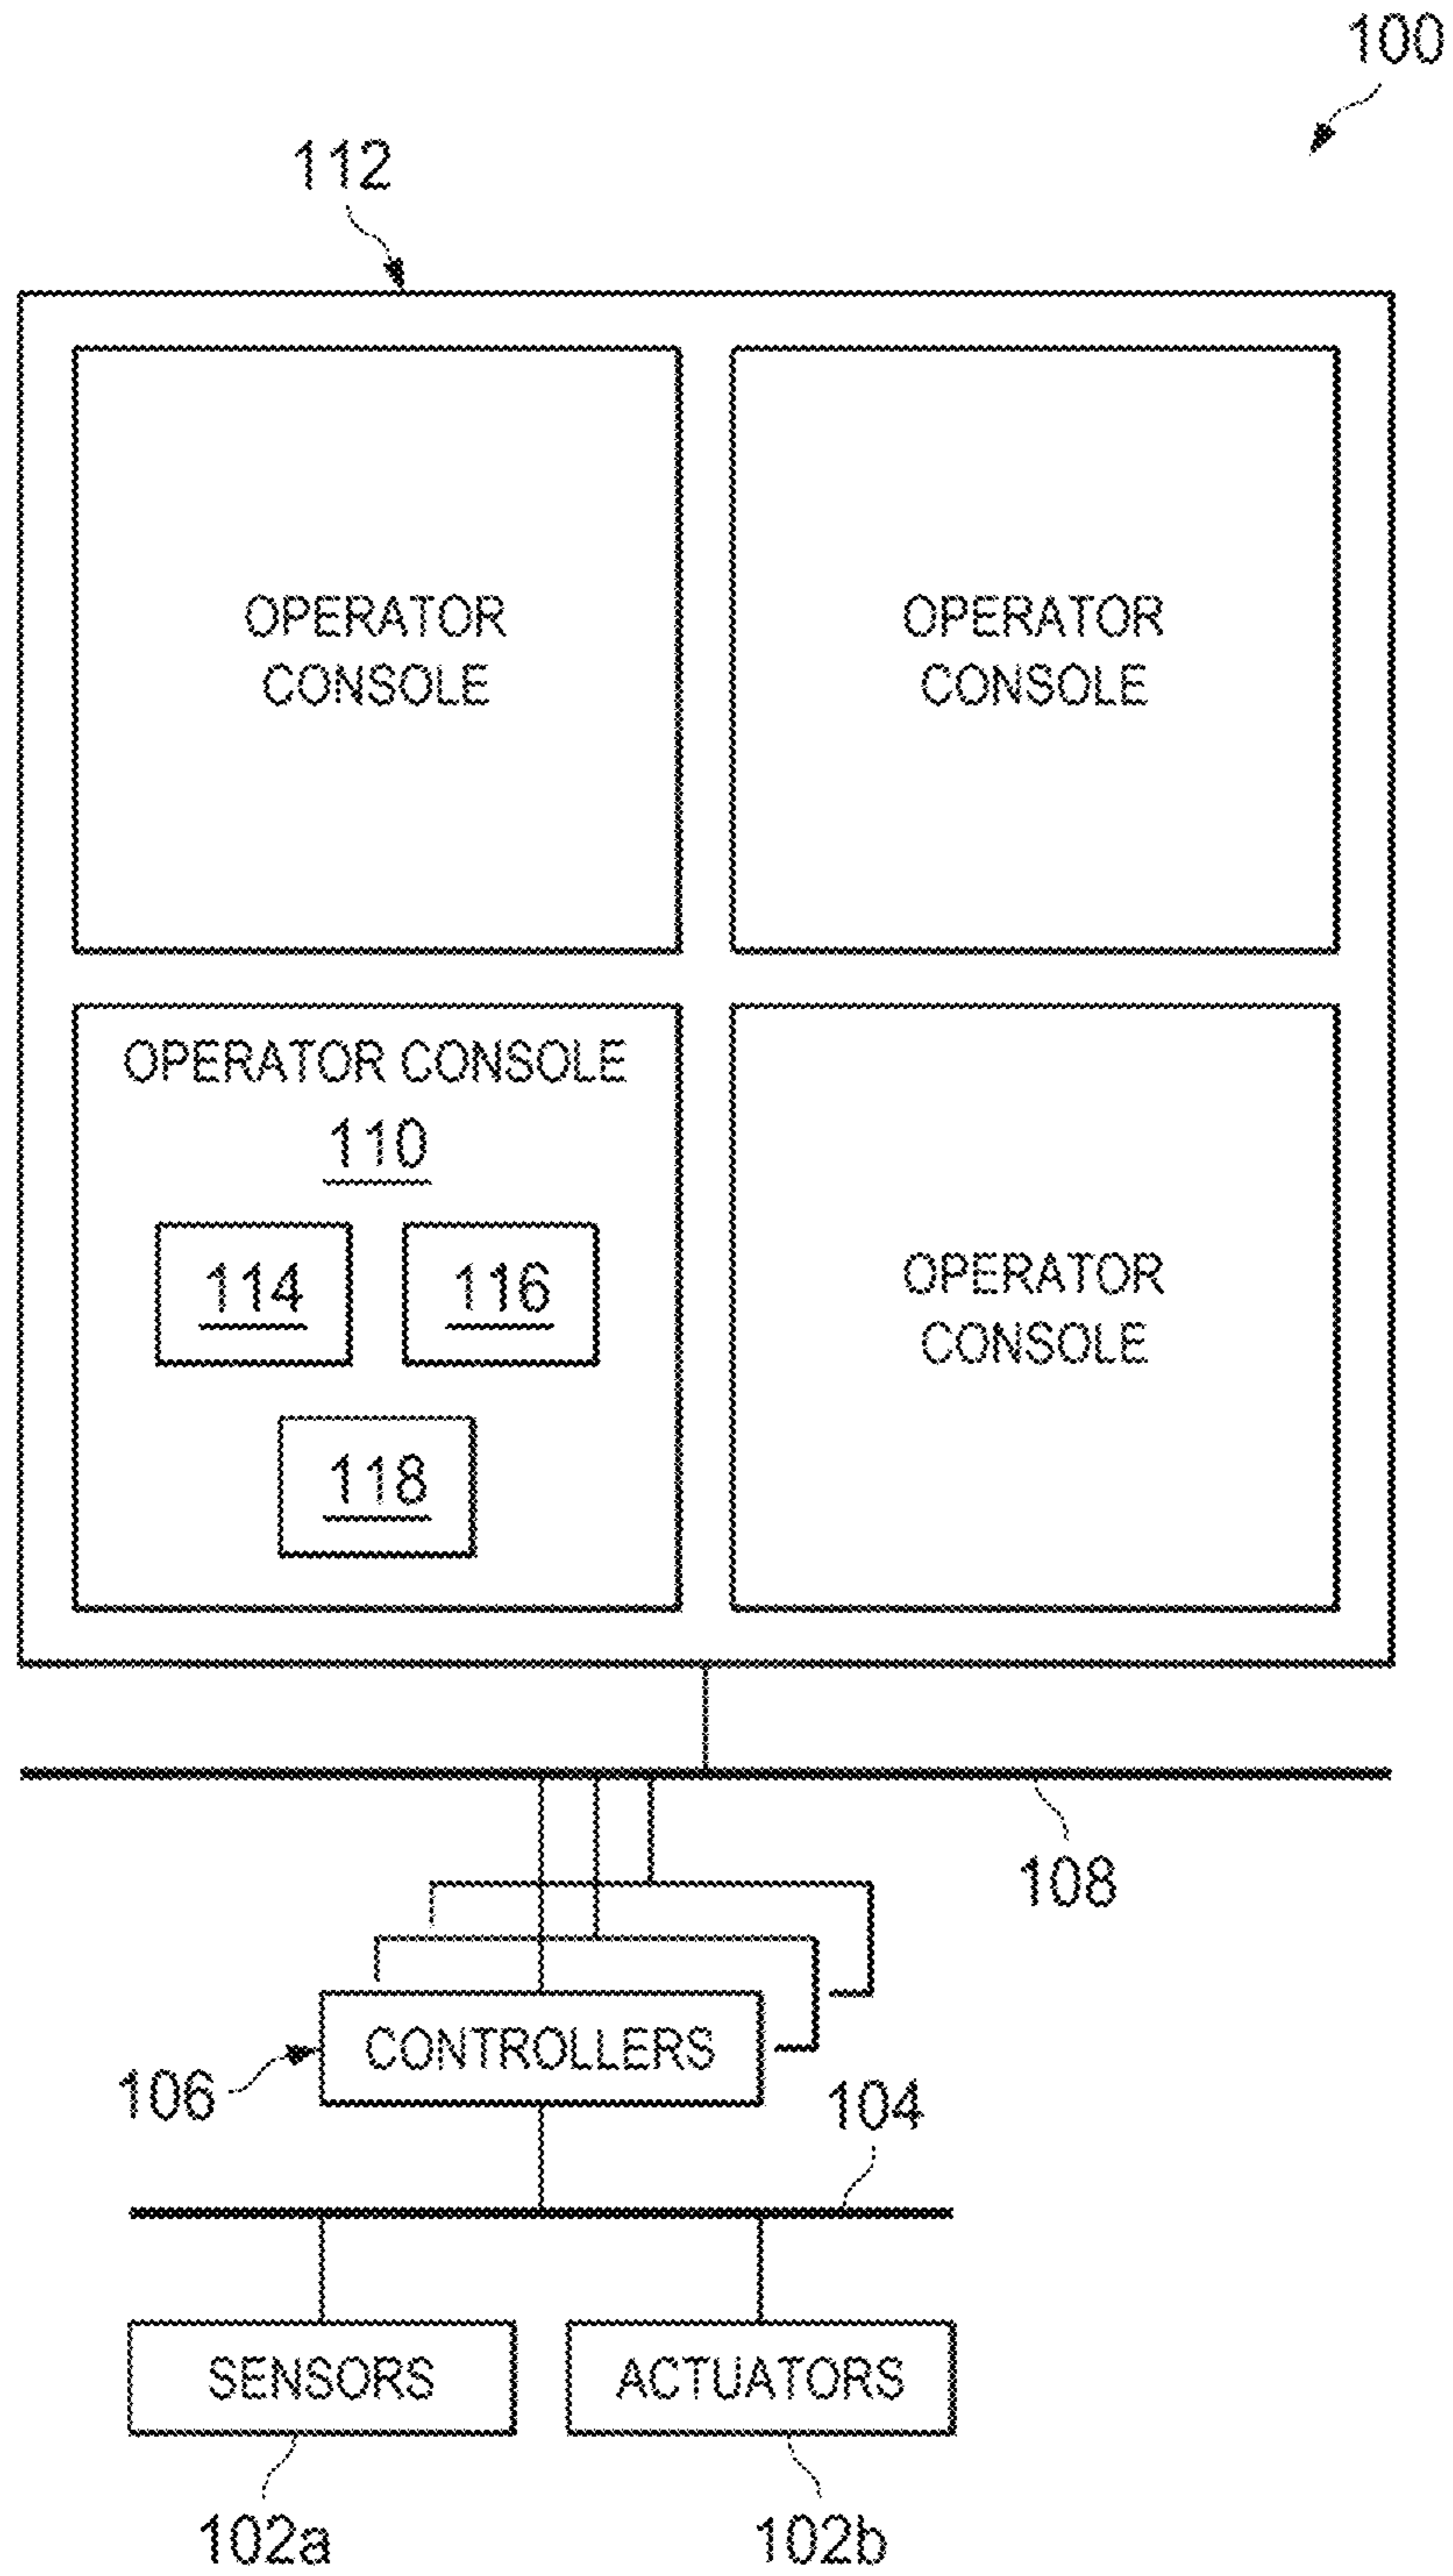 100
112
OPERATOR
CONSOLE
OPERATOR
CONSOLE
OPERATOR CONSOLE
110
114
116
118
OPERATOR
CONSOLE
108
CONTROLLERS
106
104
SENSORS
ACTUATORS
102a
102b